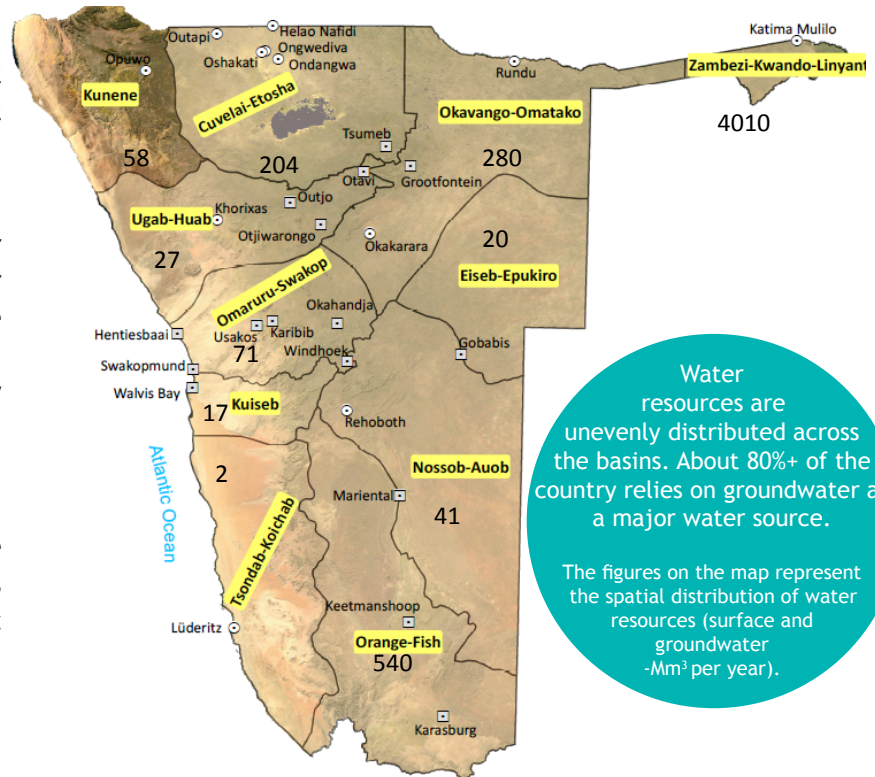 Helao Nafidi
Katima Mulilo
Outapi
Ongwediva
Oshakati
Ondangwa
Opuwo
Rundu
Zambezi-Kwando-Linyant
Kunene
Cuvelai-Etosha
Okavango-Omatako
4010
Tsumeb
58
204
280
Otavi
Grootfontein
Outjo
Khorixas
Ugab-Huab
Otjiwarongo
Okakarara
20
27
Eiseb-Epukiro
Omaruru-Swakop
Okahandja
Hentiesbaai
Usakos
Karibib
71
Windhoek
Gobabis
Swakopmund
Walvis Bay
17
Kuiseb
Rehoboth
Atlantic Ocean
2
Nossob-Auob
Mariental
41
Tsondab-Koichab
Keetmanshoop
Lüderitz
Orange-Fish
540
Karasburg
Water
resources are
unevenly distributed across
the basins. About 80%+ of the
country relies on groundwater a
a major water source.
The figures on the map represent
the spatial distribution of water
resources (surface and
groundwater
-Mm³ per year).